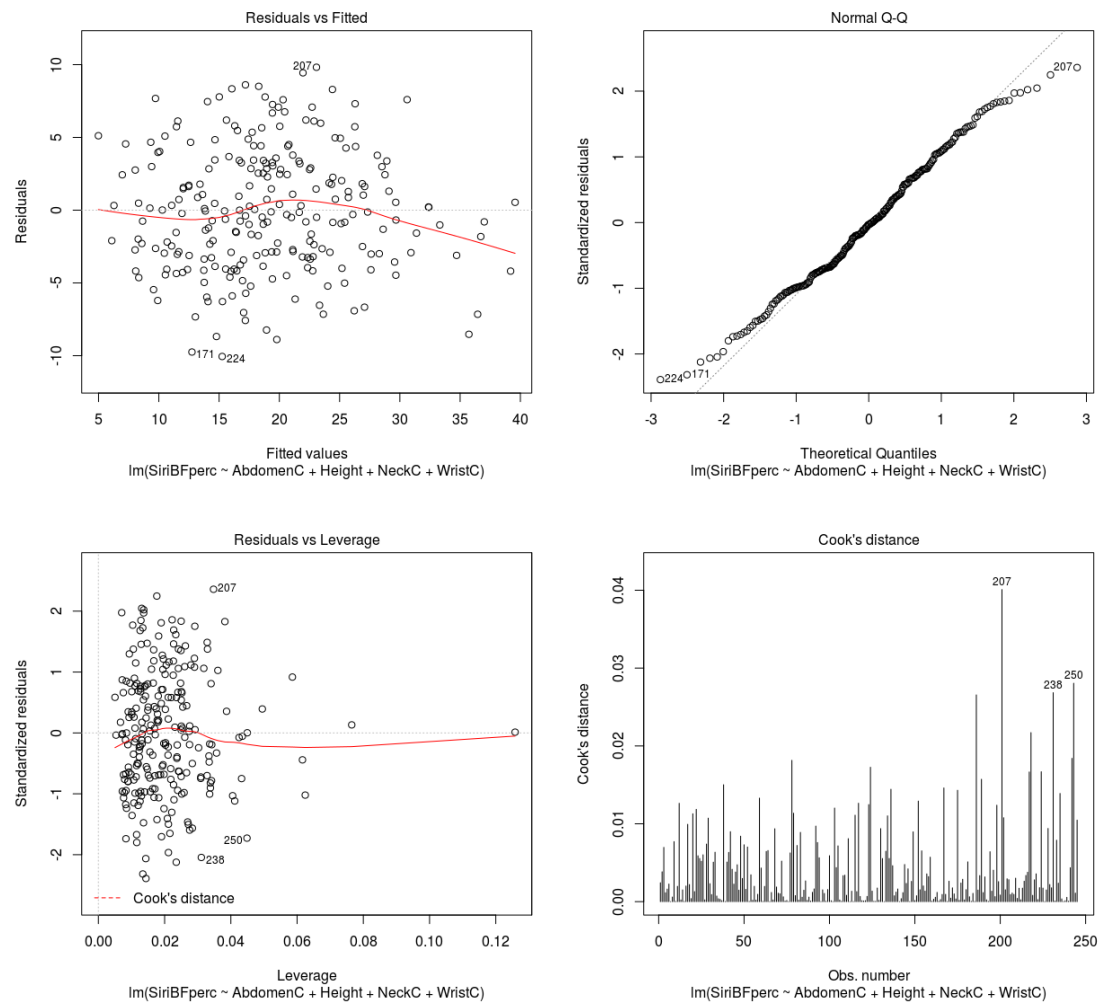 Residuals vs Fitted
Residuals
10
5
0
-5
-10
207
171
224
5 10 15 20 25 30 35 40
Fitted values
lm(SiriBFperc ~ AbdomenC + Height + NeckC + WristC)
Normal Q-Q
Standardized residuals
2
1
0
-1
-2
207
171
224
-3 -2 -1 0 1 2 3
Theoretical Quantiles
lm(SiriBFperc ~ AbdomenC + Height + NeckC + WristC)
Residuals vs Leverage
Standardized residuals
2
1
0
-1
-2
207
250
238
Cook's distance
0.00 0.02 0.04 0.06 0.08 0.10 0.12
Leverage
lm(SiriBFperc ~ AbdomenC + Height + NeckC + WristC)
Cook's distance
Cook's distance
0.04
0.03
0.02
0.01
0.00
207
238
250
0 50 100 150 200 250
Obs. number
lm(SiriBFperc ~ AbdomenC + Height + NeckC + WristC)